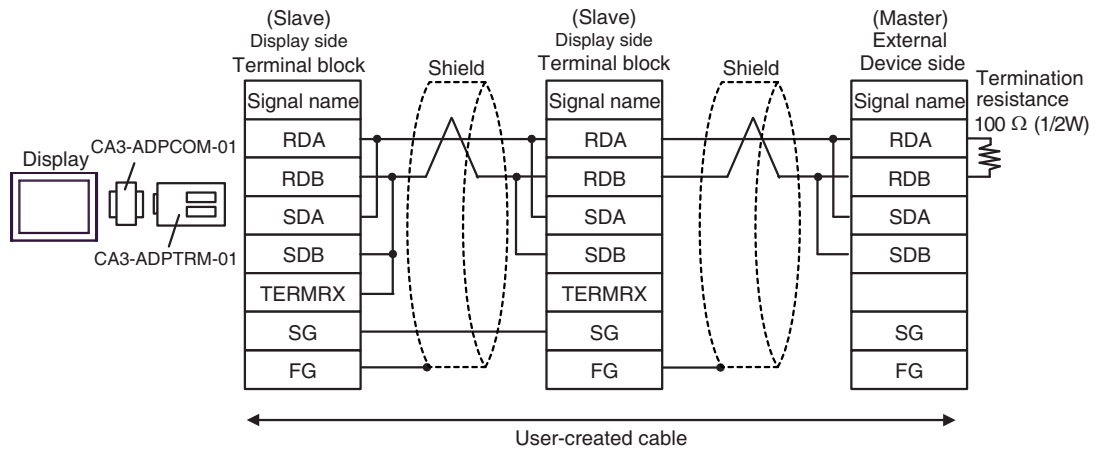 (Slave)
Display side
Terminal block
Signal name
RDA
RDB
SDA
SDB
TERMRX
SG
FG
Shield
(Slave)
Display side
Terminal block
Signal name
RDA
RDB
SDA
SDB
TERMRX
SG
FG
Shield
(Master)
External
Device side
Signal name
RDA
RDB
SDA
SDB
SG
FG
Termination
resistance
100 Ω (1/2W)
Display
CA3-ADPCOM-01
CA3-ADPTRM-01
User-created cable